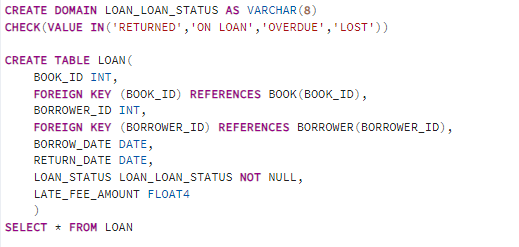 CREATE DOMAIN LOAN_LOAN_STATUS AS VARCHAR(8)
CHECK(VALUE IN('RETURNED','ON LOAN','OVERDUE','LOST'))
CREATE TABLE LOAN(
BOOK_ID INT,
FOREIGN KEY (BOOK_ID) REFERENCES BOOK(BOOK_ID),
BORROWER_ID INT,
FOREIGN KEY (BORROWER_ID) REFERENCES BORROWER(BORROWER_ID),
BORROW_DATE DATE,
RETURN_DATE DATE,
LOAN_STATUS LOAN_LOAN_STATUS NOT NULL,
LATE_FEE_AMOUNT FLOAT4
)
SELECT * FROM LOAN